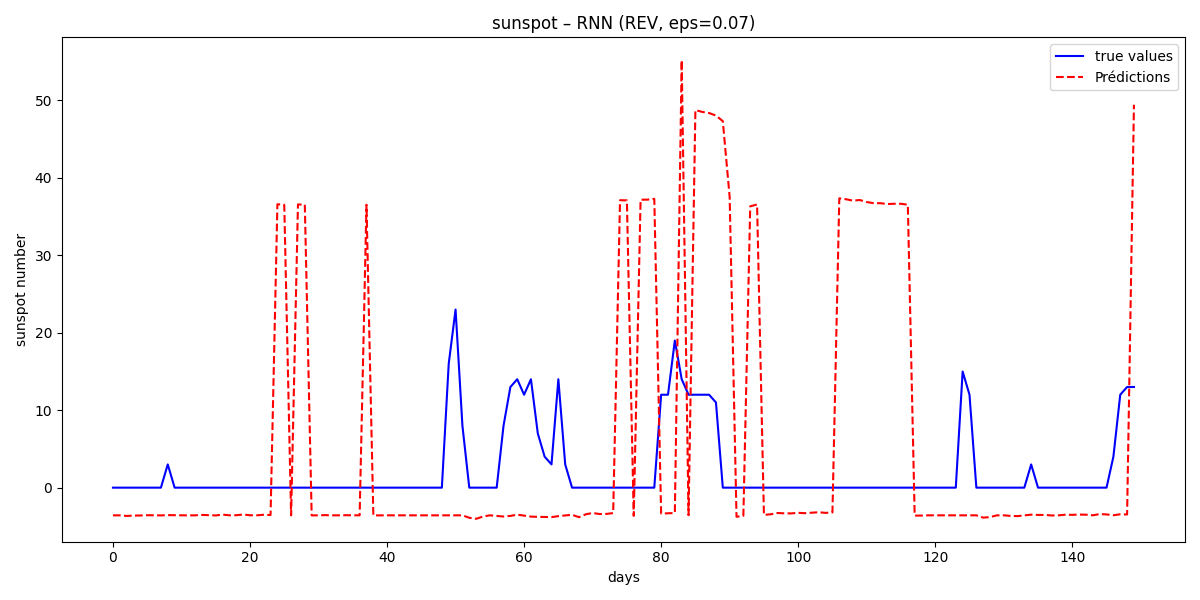 sunspot – RNN (REV, eps=0.07)
true values
Prédictions
sunspot number
50
40
30
20
10
0
0 20 40 60 80 100 120 140
days